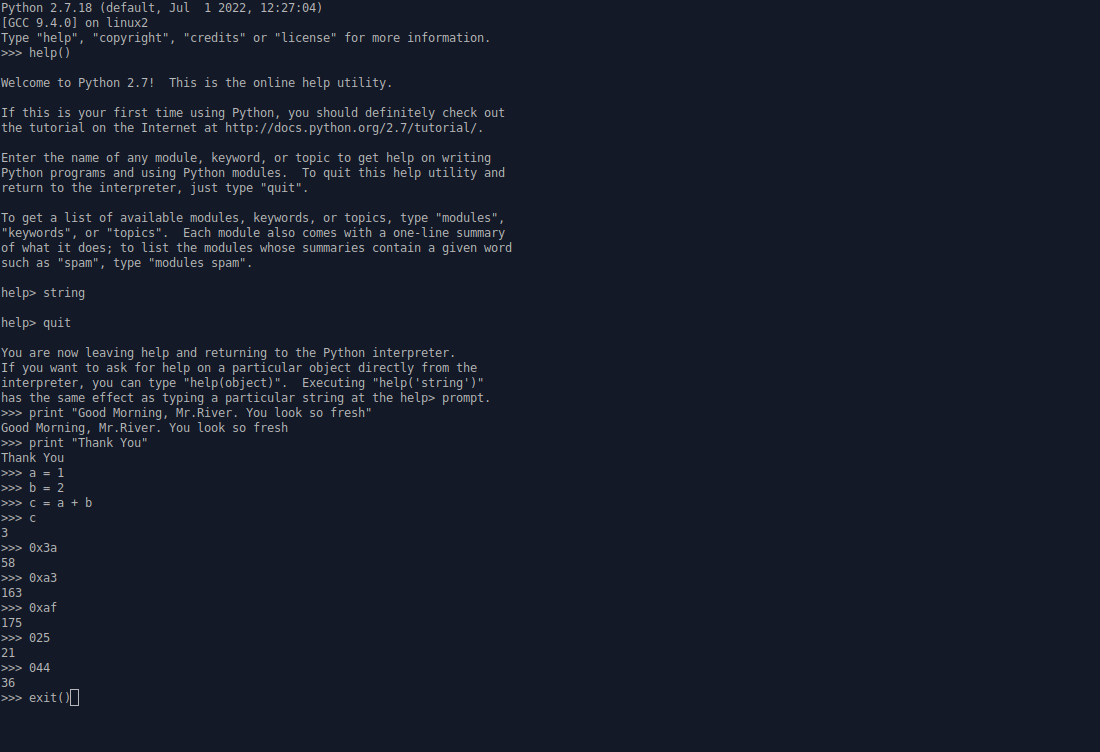 Python 2.7.18 (default, Jul  1 2022, 12:27:04)
[GCC 9.4.0] on linux2
Type "help", "copyright", "credits" or "license" for more information.
>>> help()

Welcome to Python 2.7!  This is the online help utility.

If this is your first time using Python, you should definitely check out
the tutorial on the Internet at http://docs.python.org/2.7/tutorial/.

Enter the name of any module, keyword, or topic to get help on writing
Python programs and using Python modules.  To quit this help utility and
return to the interpreter, just type "quit".

To get a list of available modules, keywords, or topics, type "modules",
"keywords", or "topics".  Each module also comes with a one-line summary
of what it does; to list the modules whose summaries contain a given word
such as "spam", type "modules spam".

help> string

help> quit

You are now leaving help and returning to the Python interpreter.
If you want to ask for help on a particular object directly from the
interpreter, you can type "help(object)".  Executing "help('string')"
has the same effect as typing a particular string at the help> prompt.
>>> print "Good Morning, Mr.River. You look so fresh"
Good Morning, Mr.River. You look so fresh
>>> print "Thank You"
Thank You
>>> a = 1
>>> b = 2
>>> c = a + b
>>> c
3
>>> 0x3a
58
>>> 0xa3
163
>>> 0xaf
175
>>> 025
21
>>> 044
36
>>> exit()